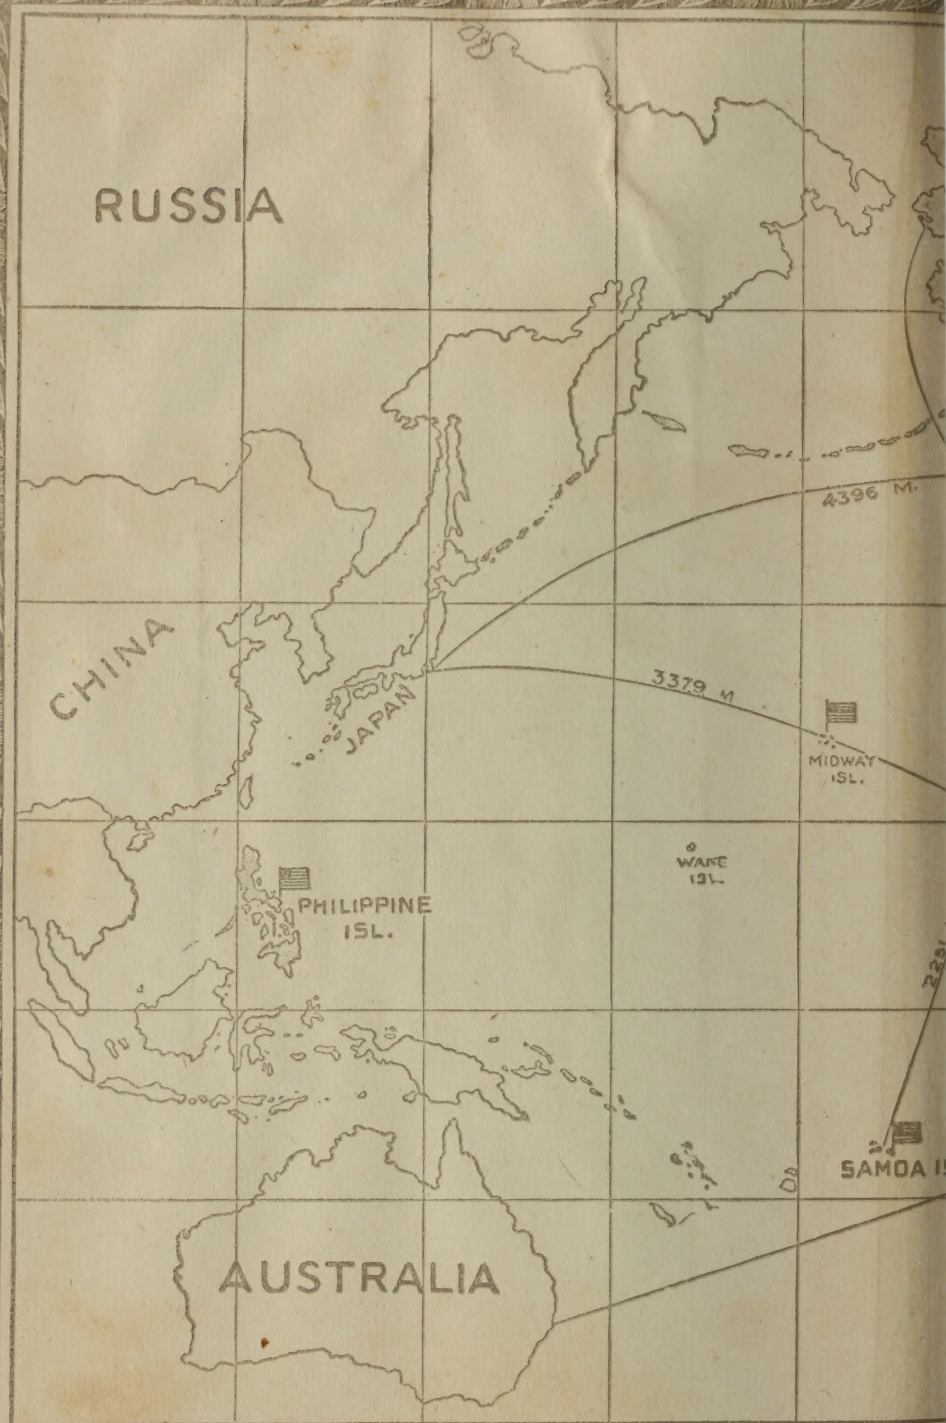 RUSSIA
4396 M.
CHINA
JAPAN
3379 M
MIDWAY
ISL.
WAKE
ISL.
PHILIPPINE
ISL.
SAMOA
AUSTRALIA